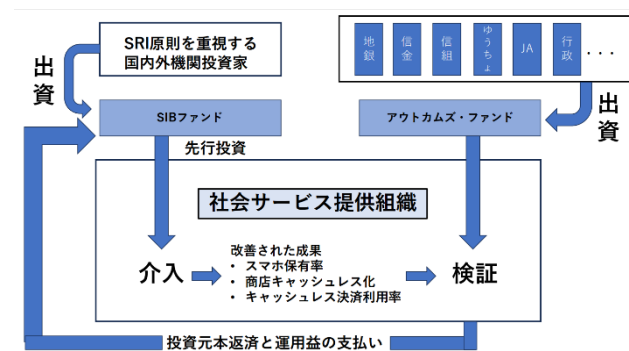 SRI原則を重視する
国内外機関投資家
出資
地銀
信金
信組
ゆうちょ
JA
行政
・・・
出資
SIBファンド
アウトカムズ・ファンド
先行投資
社会サービス提供組織
介入
改善された成果
• スマホ保有率
• 商店キャッシュレス化
• キャッシュレス決済利用率
検証
投資元本返済と運用益の支払い